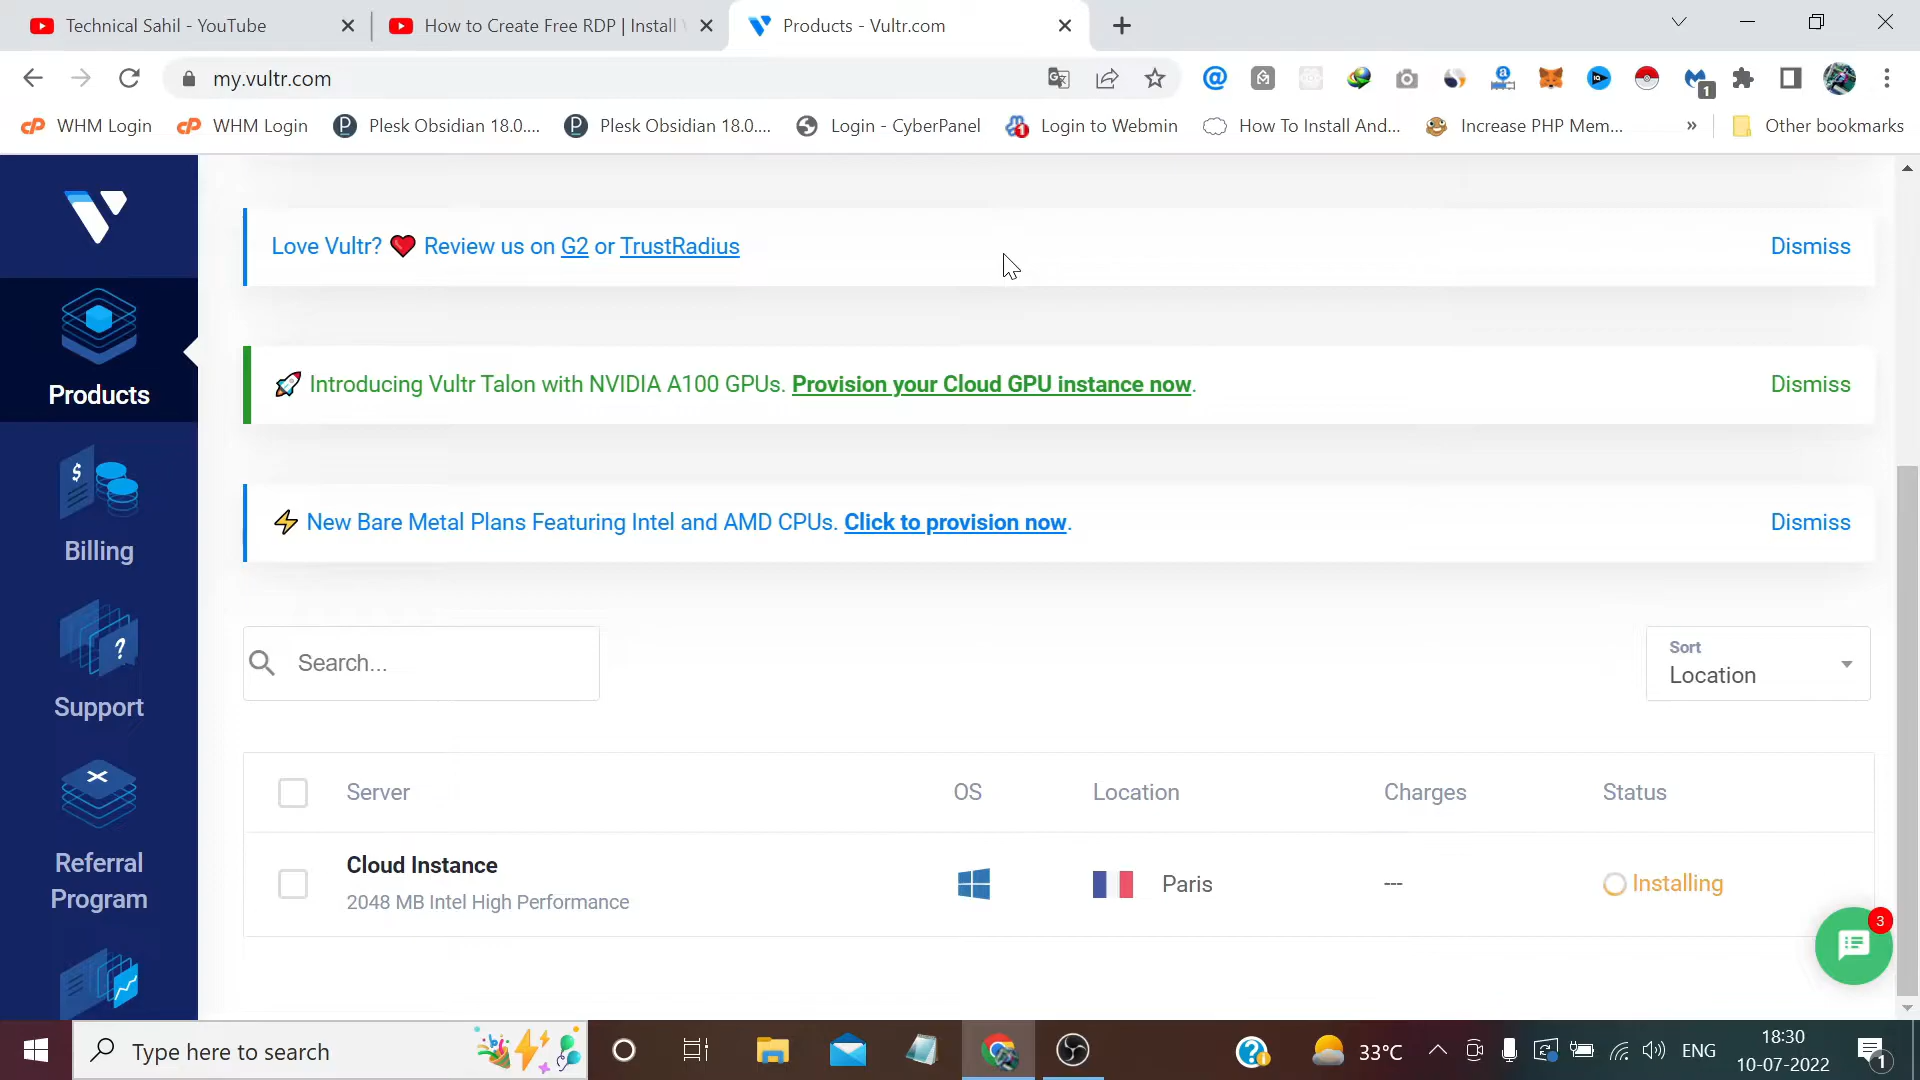 Technical Sahil - YouTube
How to Create Free RDP | Install
Products - Vultr.com
my.vultr.com
1
WHM Login
WHM Login
Plesk Obsidian 18.0....
Plesk Obsidian 18.0....
Login - CyberPanel
Login to Webmin
How To Install And...
Increase PHP Mem...
»
Other bookmarks
Love Vultr? ❤️ Review us on G2 or TrustRadius
Dismiss
🚀 Introducing Vultr Talon with NVIDIA A100 GPUs. Provision your Cloud GPU instance now.
Dismiss
⚡ New Bare Metal Plans Featuring Intel and AMD CPUs. Click to provision now.
Dismiss
Products
Billing
Support
Referral
Program
Search...
Sort
Location
Server
OS
Location
Charges
Status
Cloud Instance
2048 MB Intel High Performance
Paris
---
Installing
3
Type here to search
33°C
ENG
18:30
10-07-2022
1